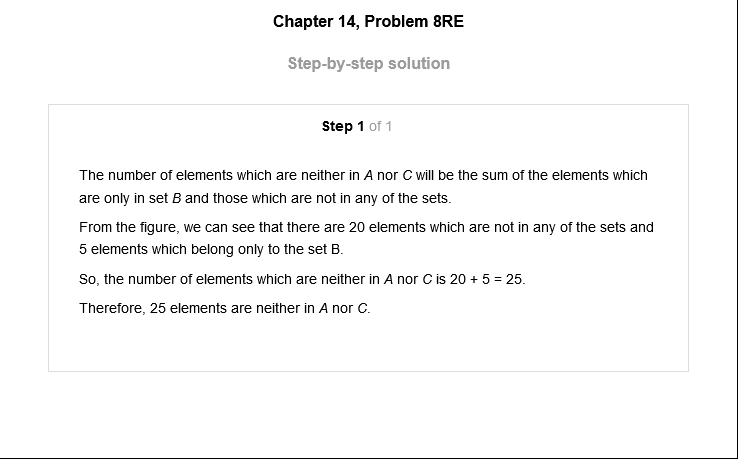 Chapter 14, Problem 8RE
Step-by-step solution
Step 1 of 1
The number of elements which are neither in A nor C will be the sum of the elements which
are only in set B and those which are not in any of the sets.
From the figure, we can see that there are 20 elements which are not in any of the sets and
5 elements which belong only to the set B.
So, the number of elements which are neither in A nor C is 20 + 5 = 25.
Therefore, 25 elements are neither in A nor C.